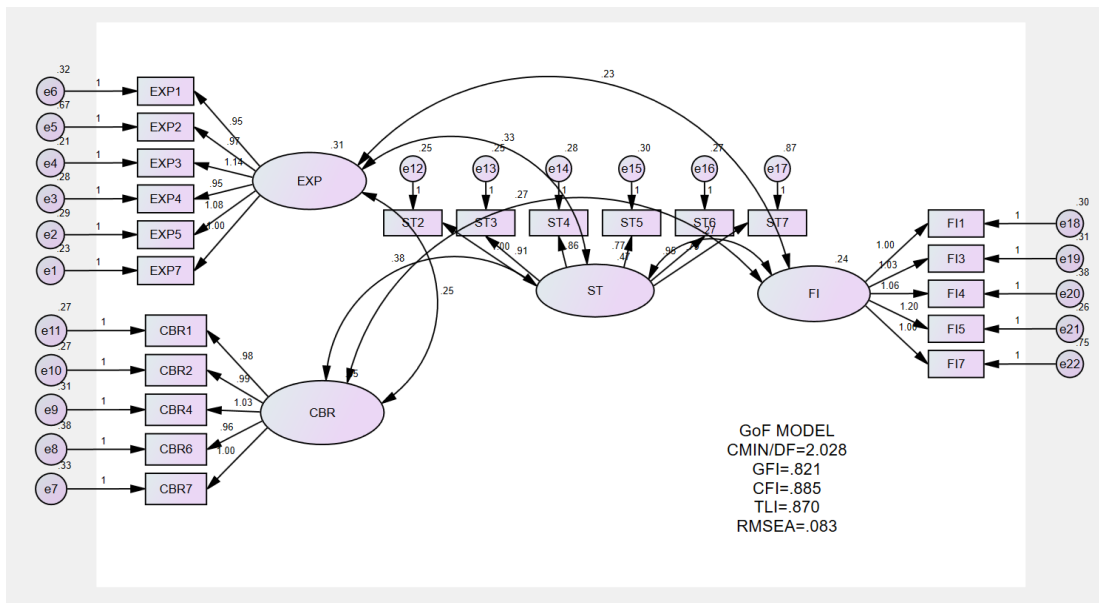 .32
e6 1 EXP1
.67
e5 1 EXP2
.21
e4 1 EXP3
.28
e3 1 EXP4
.29
e2 1 EXP5
.23
e1 1 EXP7
.95
.97
1.14
.95
1.08
1.00
.31
EXP
.23
.33
.27
.38
.25
.25 .25 .28 .30 .27 .87
e12 e13 e14 e15 e16 e17
1 1 1 1 1 1
ST2 ST3 ST4 ST5 ST6 ST7
.27
.00 .91 .86 .77 .95
.47
ST
.24
FI
1.00
1.03
1.06
1.20
.30
FI1 1 e18
.31
FI3 1 e19
.38
FI4 1 e20
.26
FI5 1 e21
.75
FI7 1 e22
.27
e11 1 CBR1
.27
e10 1 CBR2
.31
e9 1 CBR4
.38
e8 1 CBR6
.33
e7 1 CBR7
.98
.99
1.03
.96
1.00
CBR
GoF MODEL
CMIN/DF=2.028
GFI=.821
CFI=.885
TLI=.870
RMSEA=.083